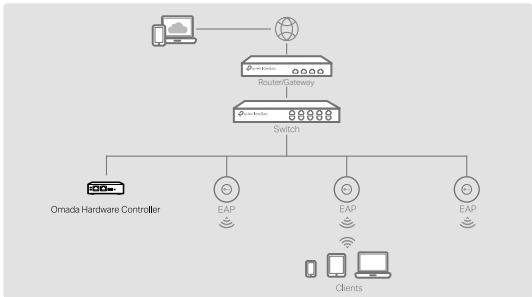 Router/Gateway
Switch
Omada Hardware Controller
EAP
EAP
EAP
Clients